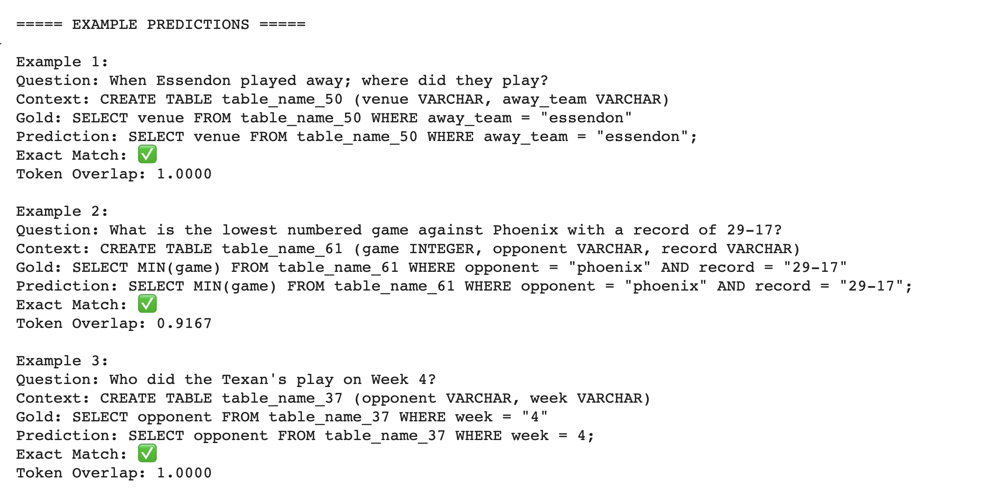 ===== EXAMPLE PREDICTIONS =====
Example 1:
Question: When Essendon played away; where did they play?
Context: CREATE TABLE table_name_50 (venue VARCHAR, away_team VARCHAR)
Gold: SELECT venue FROM table_name_50 WHERE away_team = "essendon"
Prediction: SELECT venue FROM table_name_50 WHERE away_team = "essendon";
Exact Match: ✅
Token Overlap: 1.0000
Example 2:
Question: What is the lowest numbered game against Phoenix with a record of 29-17?
Context: CREATE TABLE table_name_61 (game INTEGER, opponent VARCHAR, record VARCHAR)
Gold: SELECT MIN(game) FROM table_name_61 WHERE opponent = "phoenix" AND record = "29-17"
Prediction: SELECT MIN(game) FROM table_name_61 WHERE opponent = "phoenix" AND record = "29-17";
Exact Match: ✅
Token Overlap: 0.9167
Example 3:
Question: Who did the Texan's play on Week 4?
Context: CREATE TABLE table_name_37 (opponent VARCHAR, week VARCHAR)
Gold: SELECT opponent FROM table_name_37 WHERE week = "4"
Prediction: SELECT opponent FROM table_name_37 WHERE week = 4;
Exact Match: ✅
Token Overlap: 1.0000